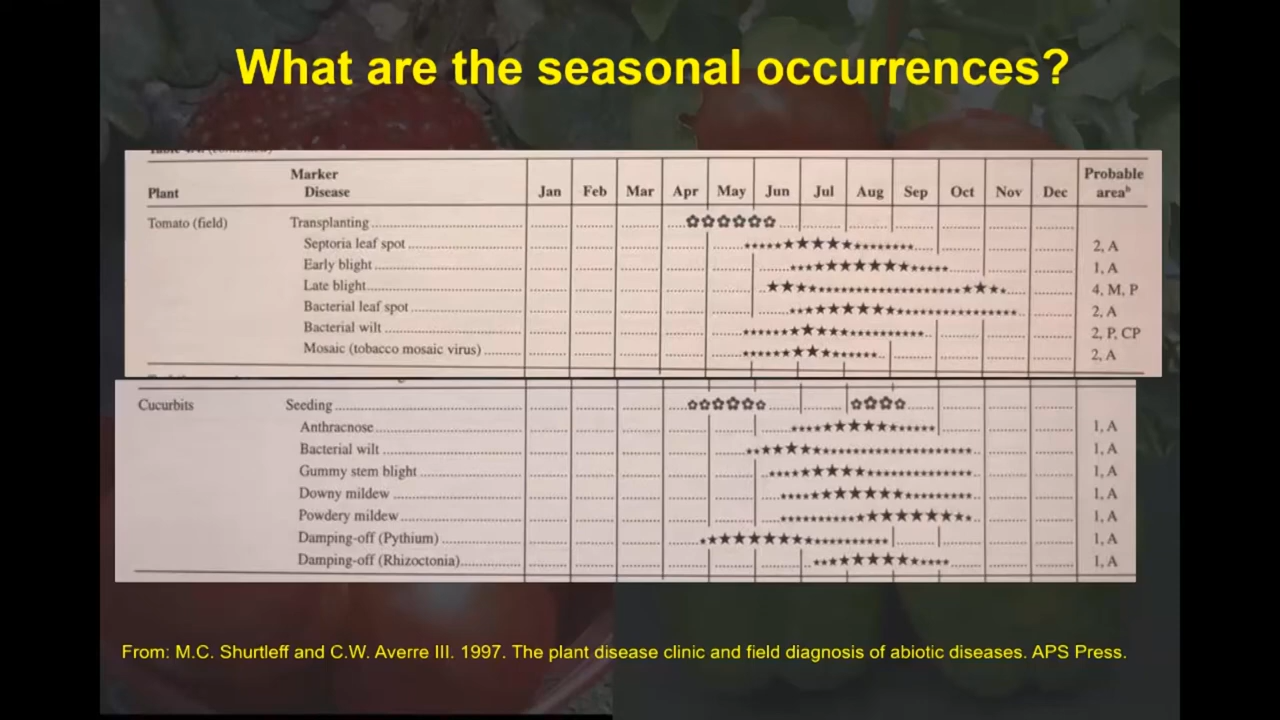 What are the seasonal occurrences?
Plant Marker Disease Jan Feb Mar Apr May Jun Jul Aug Sep Oct Nov Dec Probable area^b
Tomato (field) Transplanting
Septoria leaf spot 2, A
Early blight 1, A
Late blight 4, M, P
Bacterial leaf spot 2, A
Bacterial wilt 2, P, CP
Mosaic (tobacco mosaic virus) 2, A
Cucurbits Seeding
Anthracnose 1, A
Bacterial wilt 1, A
Gummy stem blight 1, A
Downy mildew 1, A
Powdery mildew 1, A
Damping-off (Pythium) 1, A
Damping-off (Rhizoctonia) 1, A
From: M.C. Shurtleff and C.W. Averre III. 1997. The plant disease clinic and field diagnosis of abiotic diseases. APS Press.